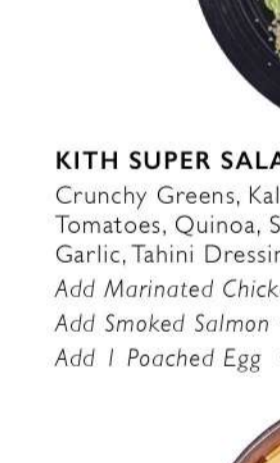 KITH SUPER SALA
Crunchy Greens, Kal
Tomatoes, Quinoa, S
Garlic, Tahini Dressin
Add Marinated Chick
Add Smoked Salmon
Add 1 Poached Egg